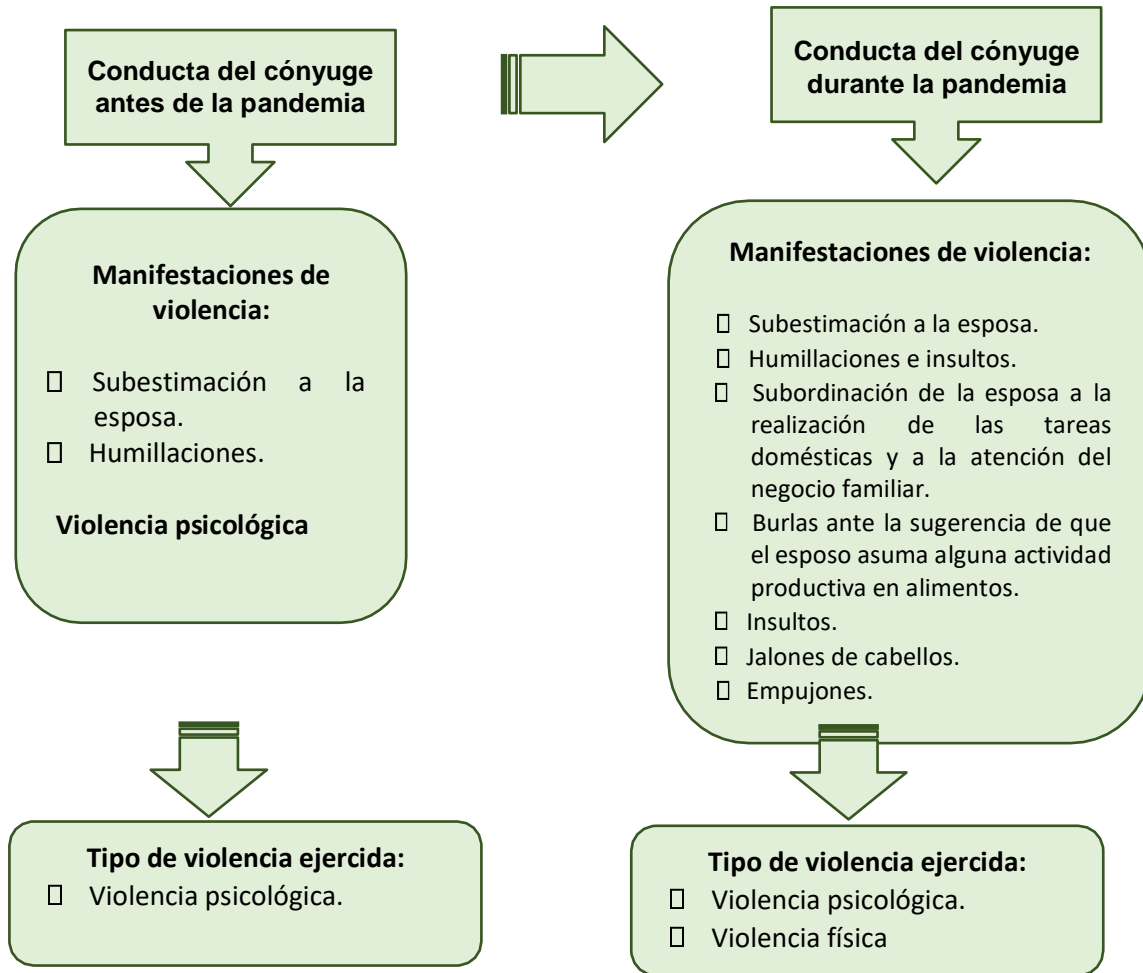 Conducta del cónyuge
antes de la pandemia
Manifestaciones de
violencia:
▯ Subestimación a la
esposa.
▯ Humillaciones.
Violencia psicológica
Tipo de violencia ejercida:
▯ Violencia psicológica.
Conducta del cónyuge
durante la pandemia
Manifestaciones de violencia:
▯ Subestimación a la esposa.
▯ Humillaciones e insultos.
▯ Subordinación de la esposa a la
realización de las tareas
domésticas y a la atención del
negocio familiar.
▯ Burlas ante la sugerencia de que
el esposo asuma alguna actividad
productiva en alimentos.
▯ Insultos.
▯ Jalones de cabellos.
▯ Empujones.
Tipo de violencia ejercida:
▯ Violencia psicológica.
▯ Violencia física